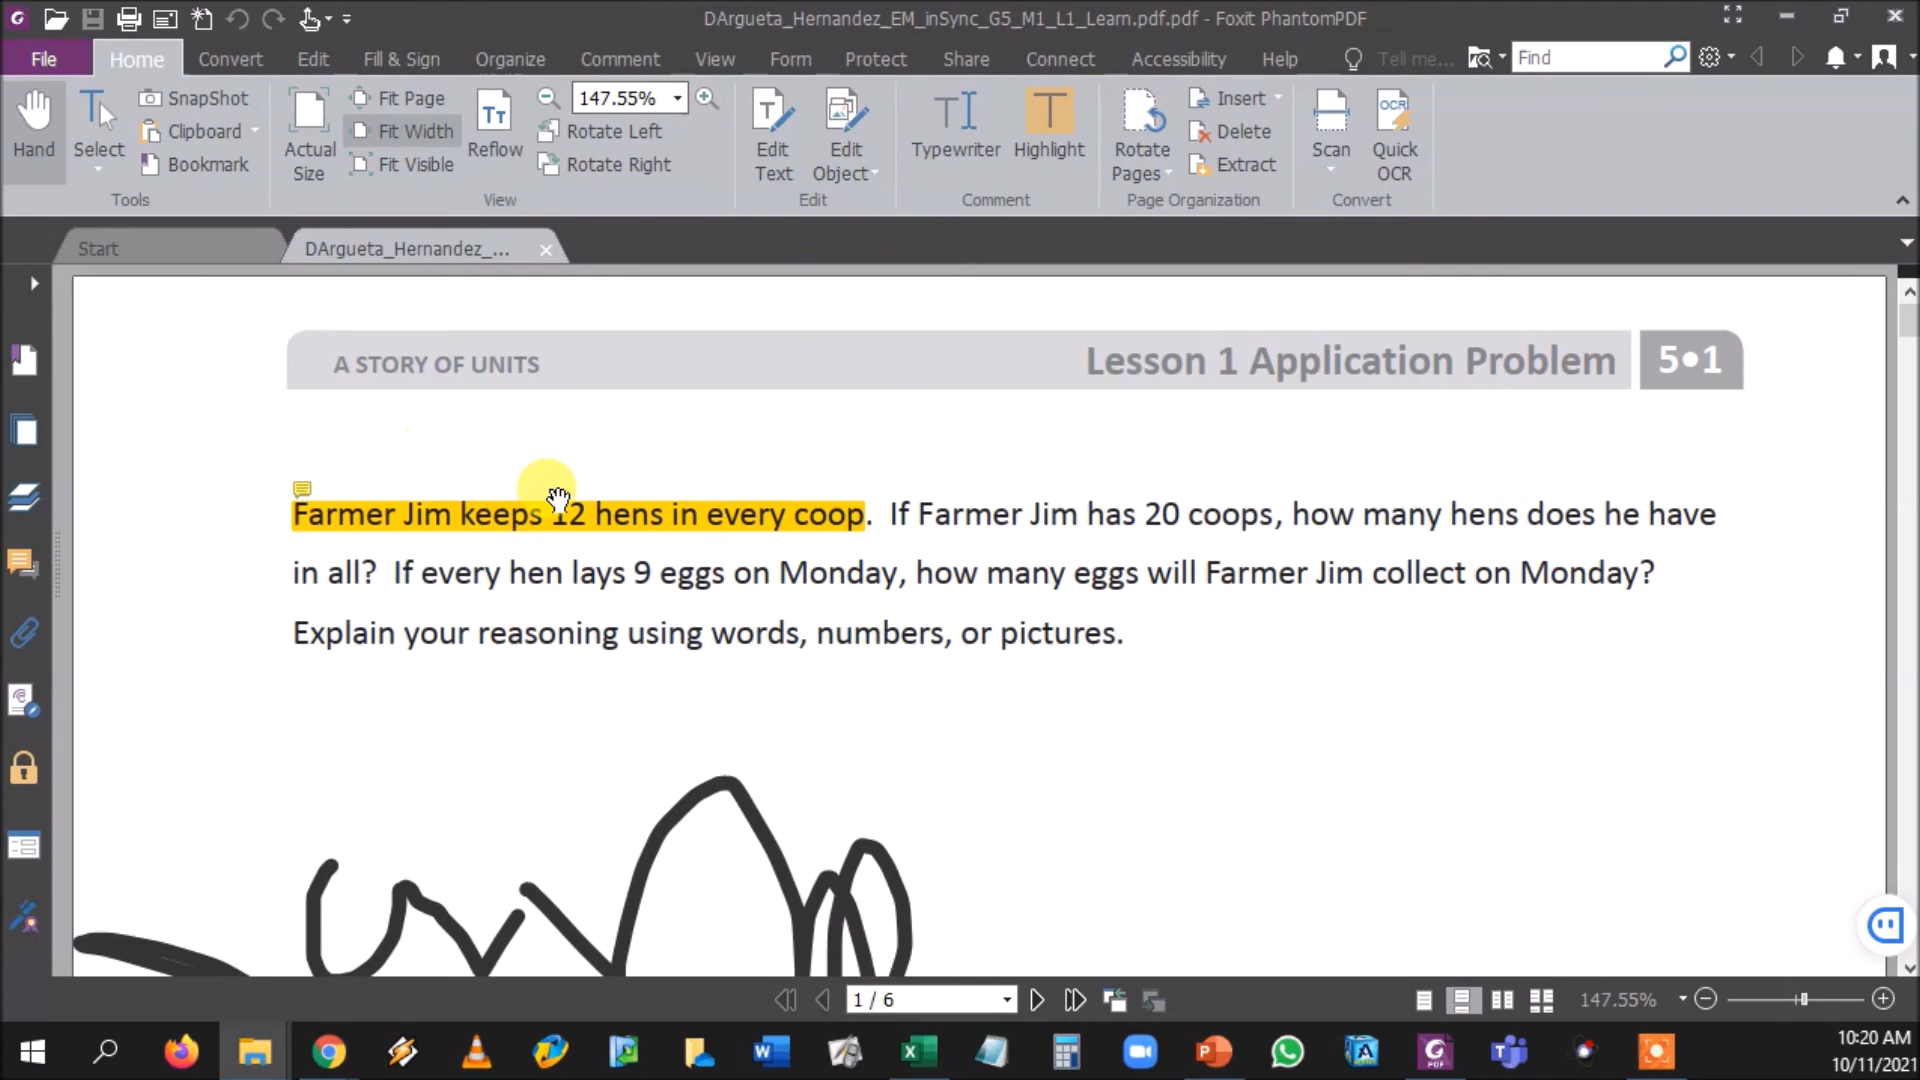 DArgueta_Hernandez_EM_inSync_G5_M1_L1_Learn.pdf.pdf - Foxit PhantomPDF
File Home Convert Edit Fill & Sign Organize Comment View Form Protect Share Connect Accessibility Help Tell me... Find
Hand
Select
SnapShot
Clipboard
Bookmark
Tools
Actual
Size
Fit Page
Fit Width
Fit Visible
Reflow
147.55%
Rotate Left
Rotate Right
View
Edit
Text
Edit
Object
Edit
Typewriter
Highlight
Comment
Rotate
Pages
Insert
Delete
Extract
Page Organization
Scan
Quick
OCR
Convert
Start DArgueta_Hernandez_...
A STORY OF UNITS Lesson 1 Application Problem 5•1
Farmer Jim keeps 12 hens in every coop. If Farmer Jim has 20 coops, how many hens does he have
in all? If every hen lays 9 eggs on Monday, how many eggs will Farmer Jim collect on Monday?
Explain your reasoning using words, numbers, or pictures.
1 / 6 147.55%
10:20 AM
10/11/2021